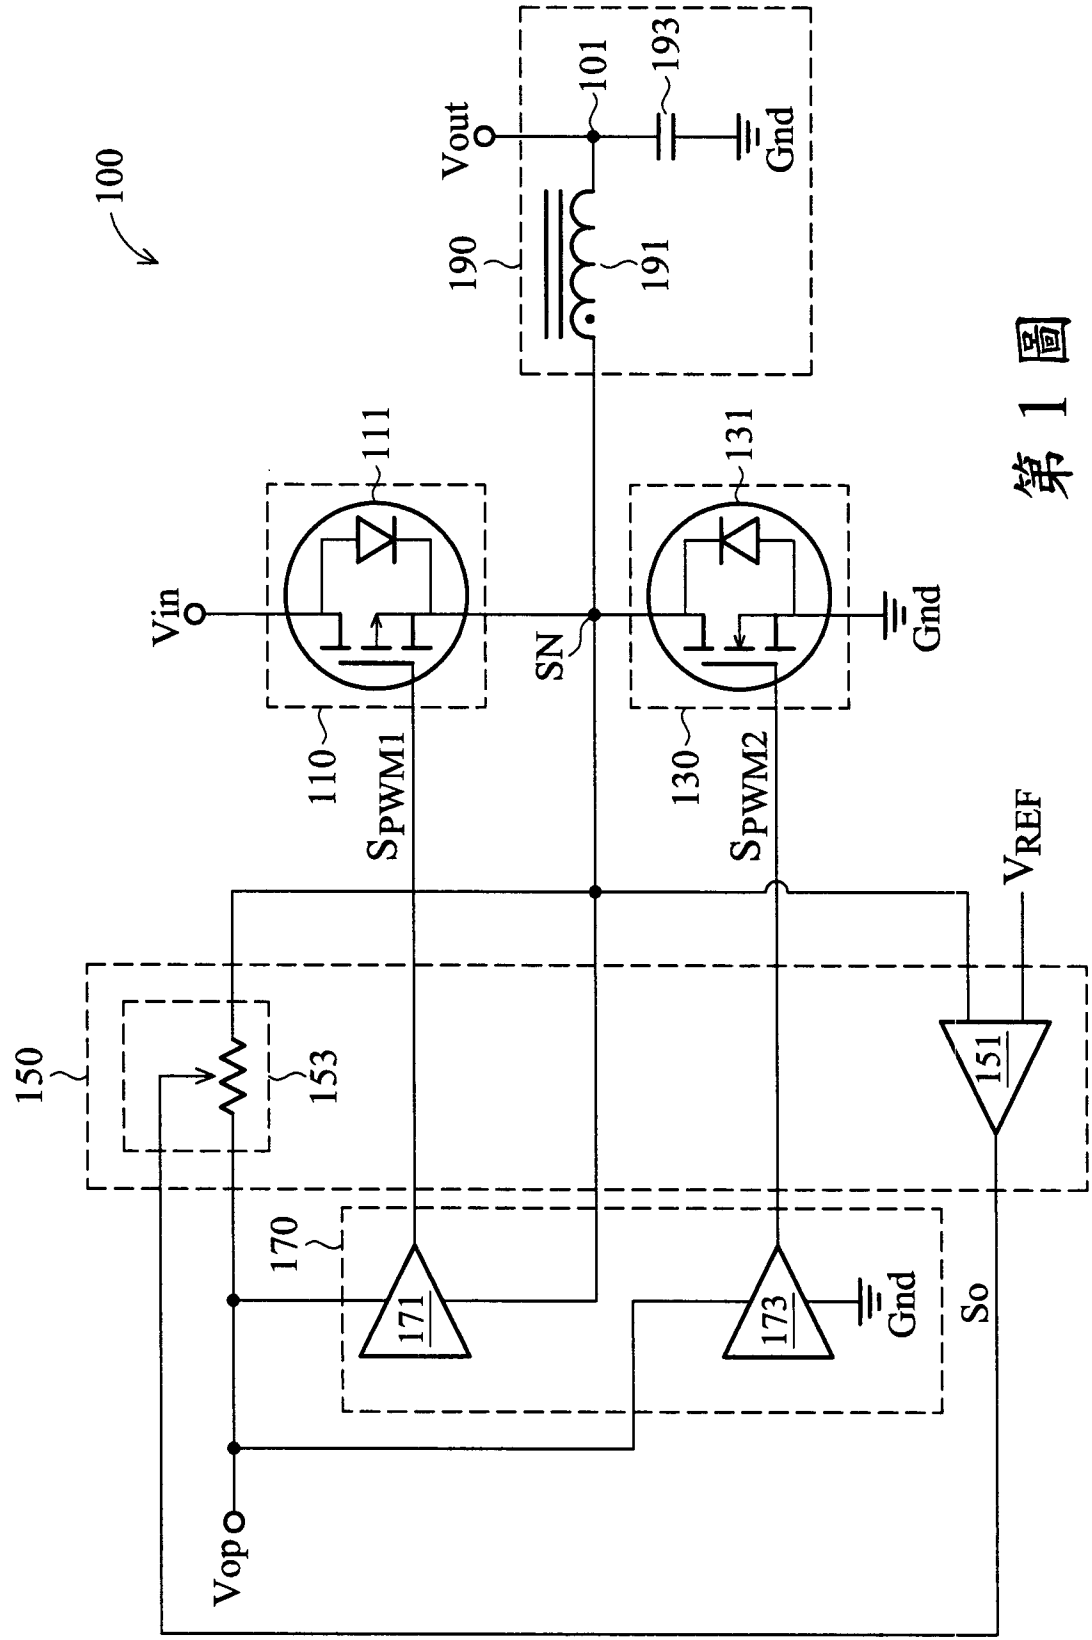 100
Vin
Vout
110
111
190
101
193
191
Gnd
SN
SPWM1
130
131
SPWM2
Gnd
150
153
VREF
151
170
171
173
Gnd
Vop
So
第 1 圖